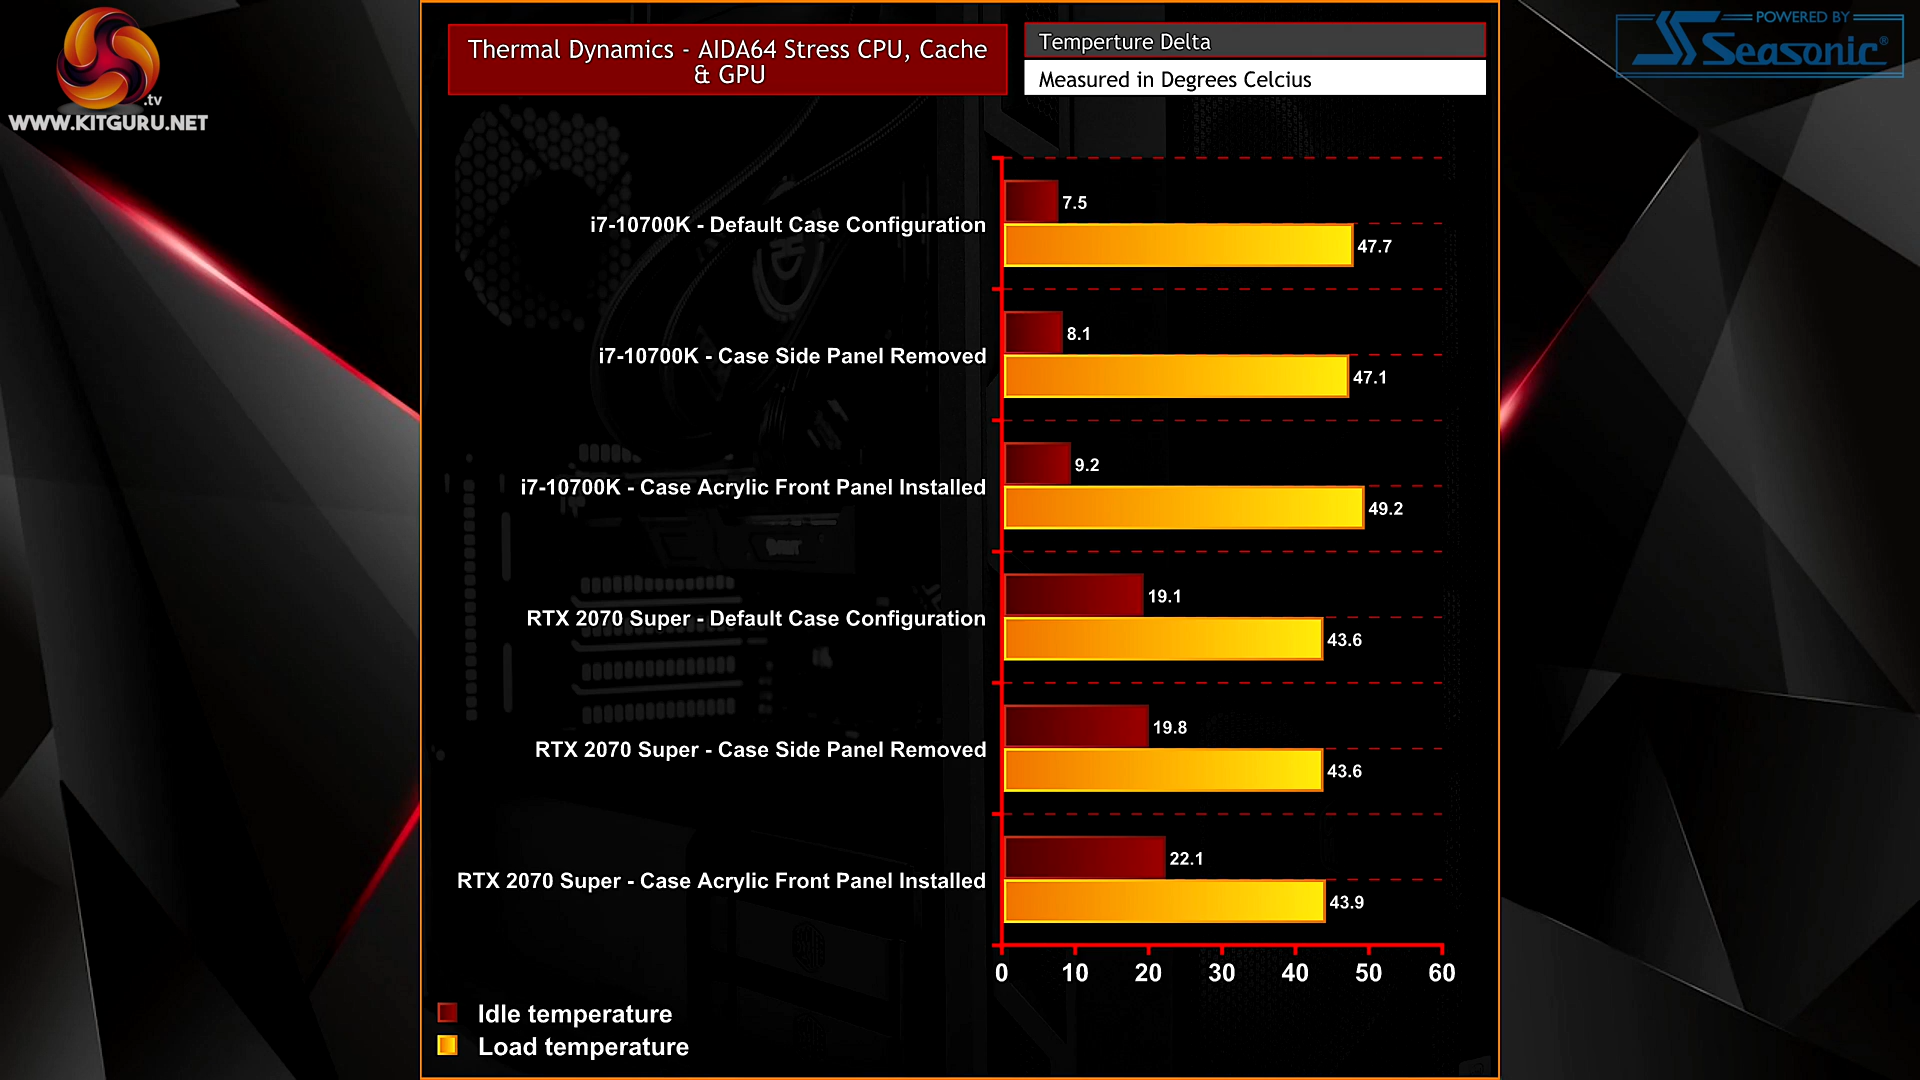 .tv
WWW.KITGURU.NET
Thermal Dynamics - AIDA64 Stress CPU, Cache
& GPU
Temperture Delta
Measured in Degrees Celcius
POWERED BY
Seasonic®
i7-10700K - Default Case Configuration
7.5
47.7
i7-10700K - Case Side Panel Removed
8.1
47.1
i7-10700K - Case Acrylic Front Panel Installed
9.2
49.2
RTX 2070 Super - Default Case Configuration
19.1
43.6
RTX 2070 Super - Case Side Panel Removed
19.8
43.6
RTX 2070 Super - Case Acrylic Front Panel Installed
22.1
43.9
0 10 20 30 40 50 60
Idle temperature
Load temperature